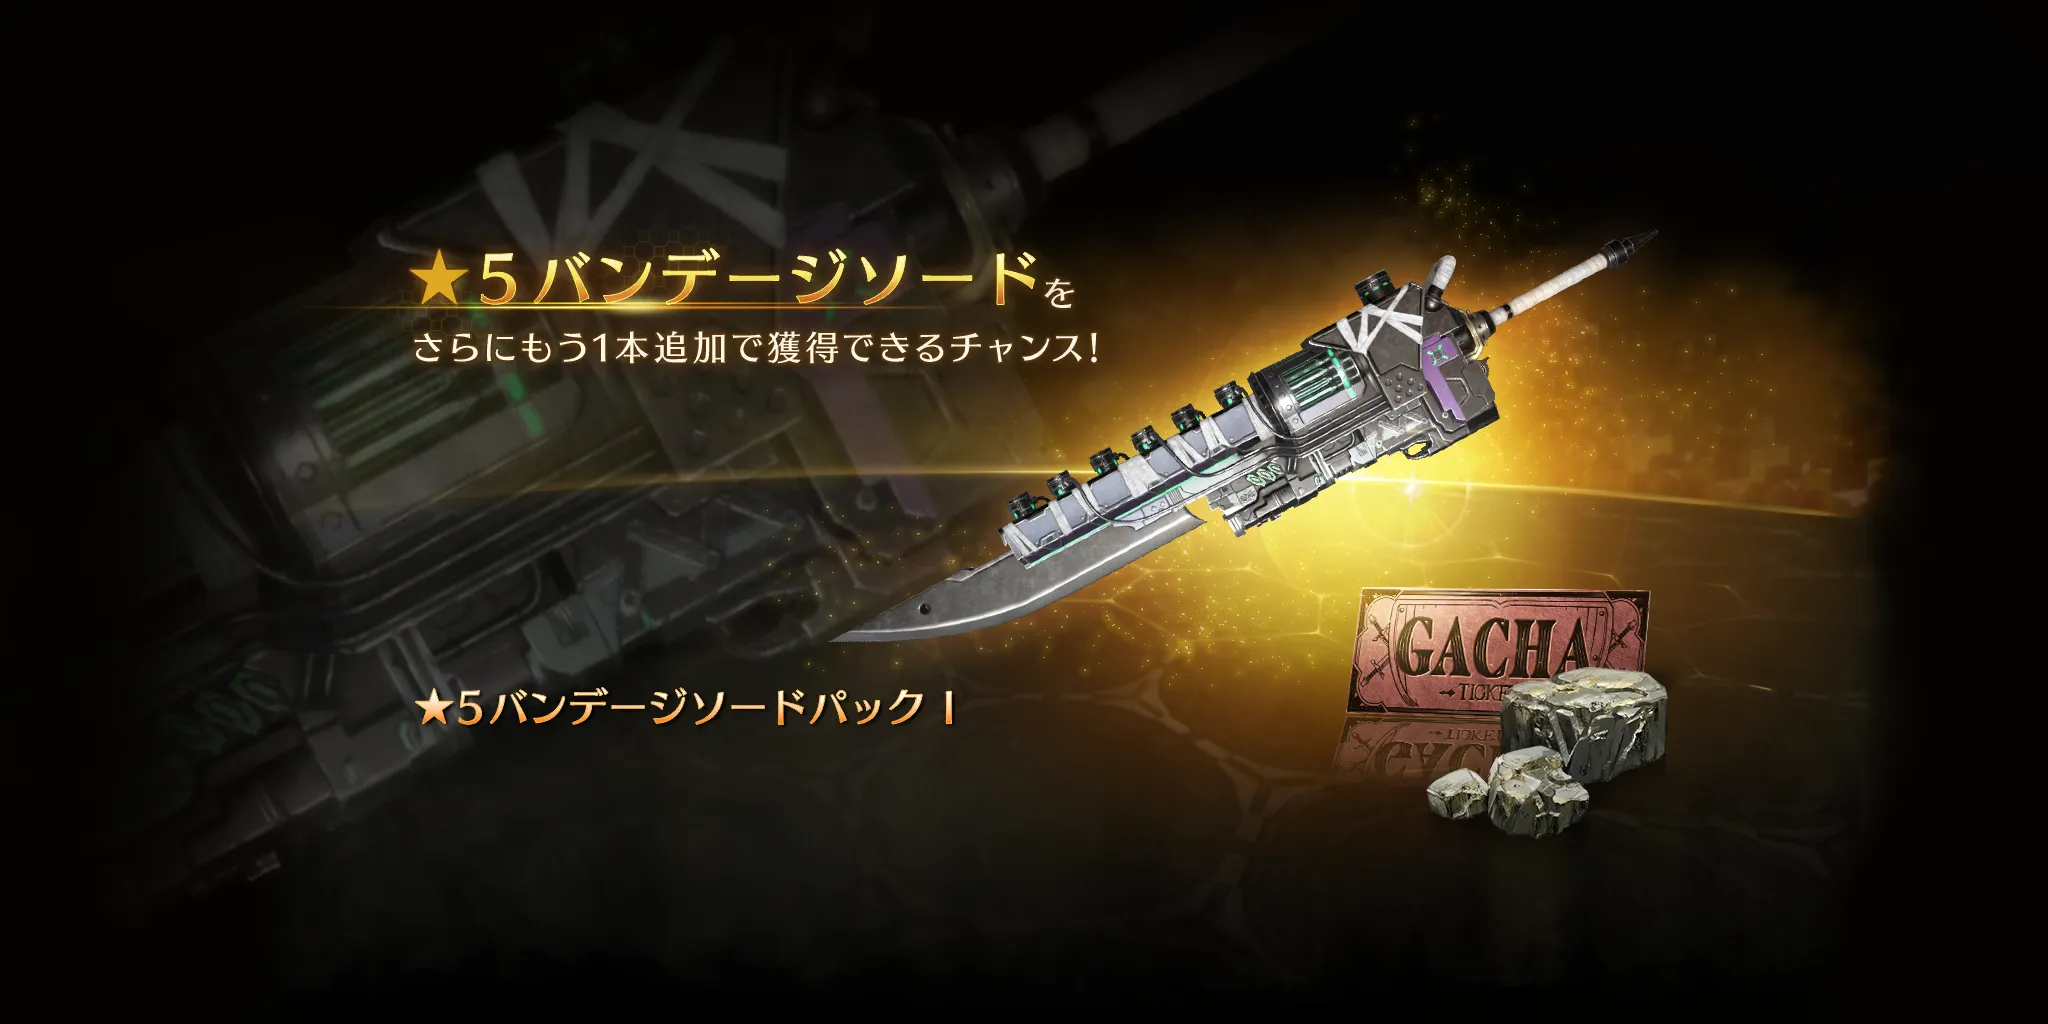 ★5バンデージソードを
さらにもう1本追加で獲得できるチャンス！
★5バンデージソードパックⅠ
GACHA